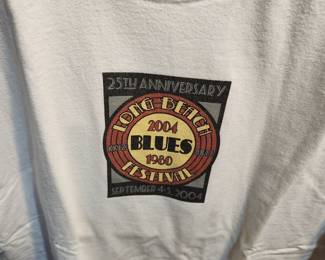 25TH ANNIVERSARY
LONG BEACH
2004
BLUES
1980
FESTIVAL
SEPTEMBER 4-5, 2004